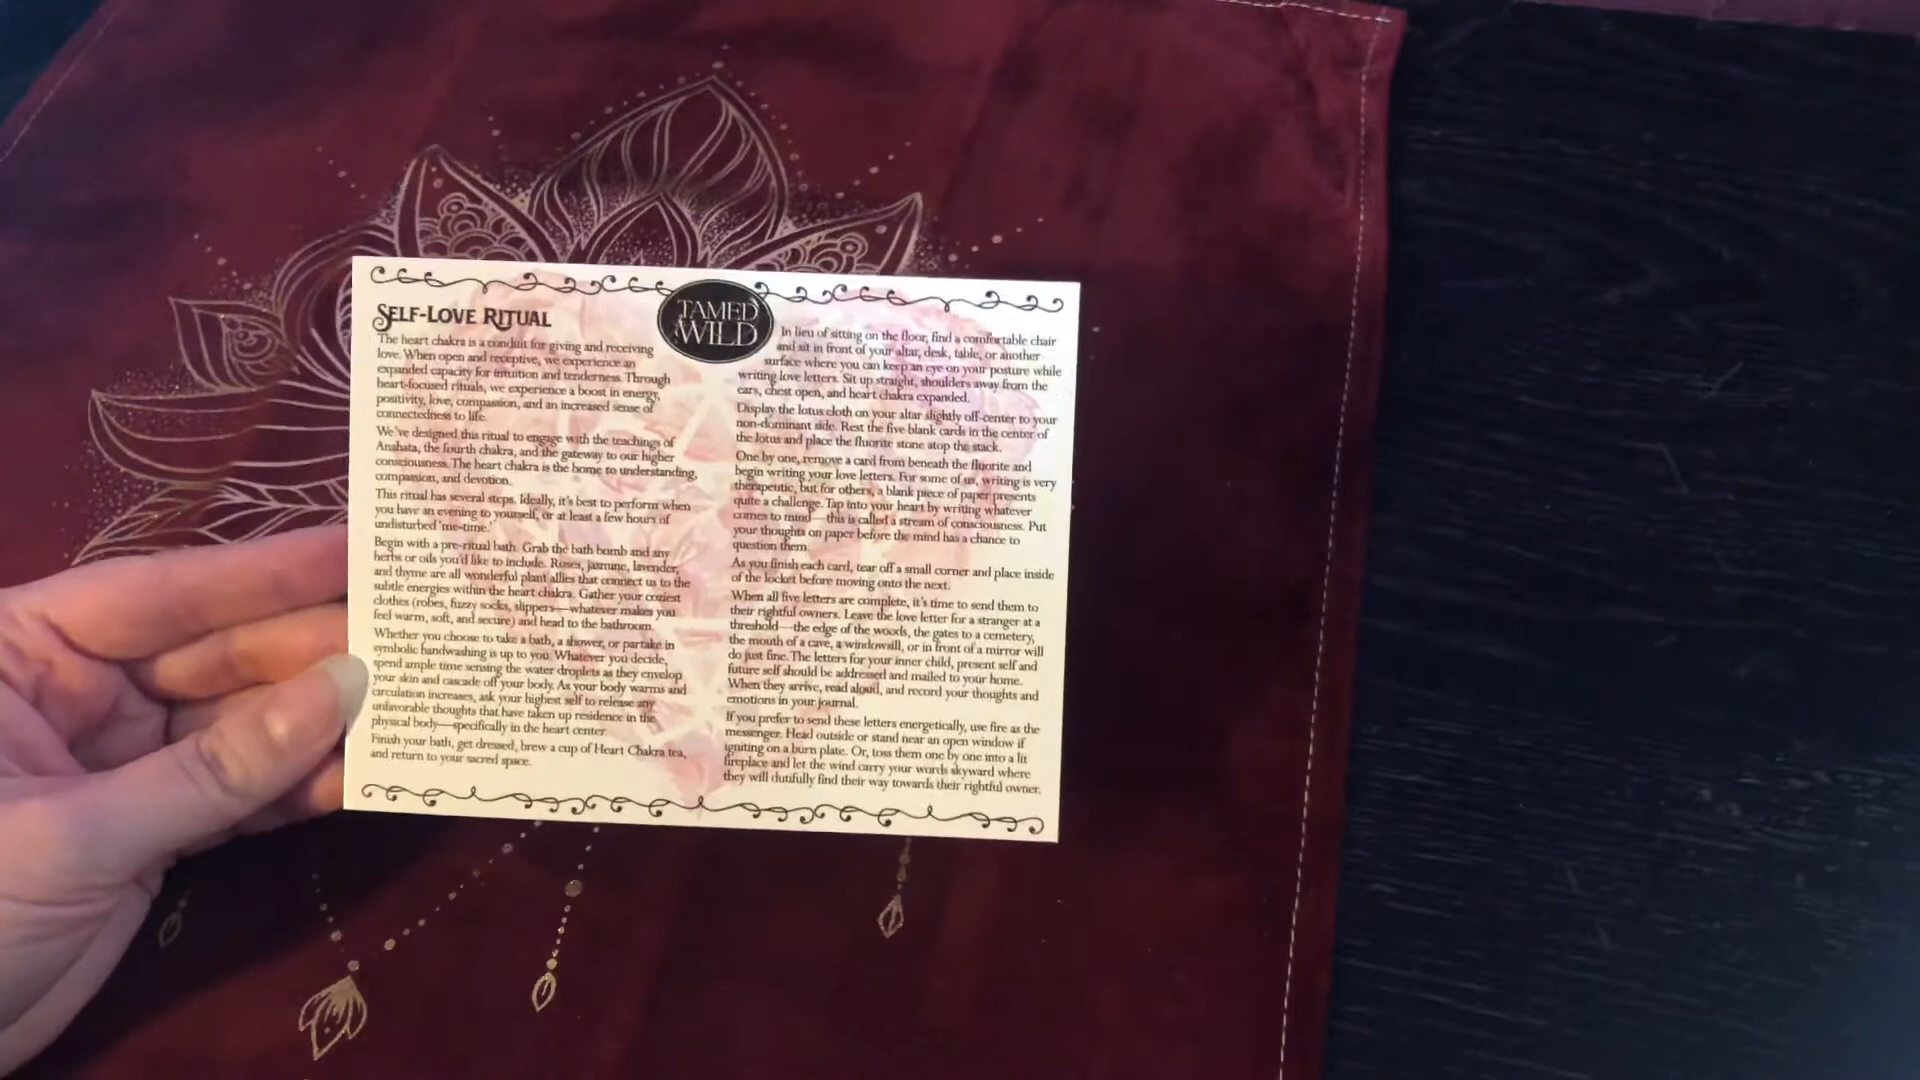 SELF-LOVE RITUAL
The heart chakra is a conduit for giving and receiving
love. When open and receptive, we experience an
expanded capacity for intuition and tenderness. Through
heart-focused rituals, we experience a boost in energy,
positivity, love, compassion, and an increased sense of
connectedness to life.
We've designed this ritual to engage with the teachings of
Anahata, the fourth chakra, and the gateway to our higher
consciousness. The heart chakra is the home to understanding,
compassion, and devotion.
This ritual has several steps. Ideally, it's best to perform when
you have an evening to yourself, or at least a few hours of
undisturbed 'me-time.'
Begin with a pre-ritual bath. Grab the bath bomb and any
herbs or oils you'd like to include. Roses, jasmine, lavender,
and thyme are all wonderful plant allies that connect us to the
subtle energies within the heart chakra. Gather your coziest
clothes (robes, fuzzy socks, slippers—whatever makes you
feel warm, soft, and secure) and head to the bathroom.
Whether you choose to take a bath, a shower, or partake in
symbolic handwashing is up to you. Whatever you decide,
spend ample time sensing the water droplets as they envelop
your skin and cascade off your body. As your body warms and
circulation increases, ask your highest self to release any
unfavorable thoughts that have taken up residence in the
physical body—specifically in the heart center.
Finish your bath, get dressed, brew a cup of Heart Chakra tea,
and return to your sacred space.
TAMED
WILD
In lieu of sitting on the floor, find a comfortable chair
and sit in front of your altar, desk, table, or another
surface where you can keep an eye on your posture while
writing love letters. Sit up straight, shoulders away from the
ears, chest open, and heart chakra expanded.
Display the lotus cloth on your altar slightly off-center to your
non-dominant side. Rest the five blank cards in the center of
the lotus and place the fluorite stone atop the stack.
One by one, remove a card from beneath the fluorite and
begin writing your love letters. For some of us, writing is very
therapeutic, but for others, a blank piece of paper presents
quite a challenge. Tap into your heart by writing whatever
comes to mind—this is called a stream of consciousness. Put
your thoughts on paper before the mind has a chance to
question them.
As you finish each card, tear off a small corner and place inside
of the locket before moving onto the next.
When all five letters are complete, it's time to send them to
their rightful owners. Leave the love letter for a stranger at a
threshold—the edge of the woods, the gates to a cemetery,
the mouth of a cave, a windowsill, or in front of a mirror will
do just fine. The letters for your inner child, present self and
future self should be addressed and mailed to your home.
When they arrive, read aloud, and record your thoughts and
emotions in your journal.
If you prefer to send these letters energetically, use fire as the
messenger. Head outside or stand near an open window if
igniting on a burn plate. Or, toss them one by one into a lit
fireplace and let the wind carry your words skyward where
they will dutifully find their way towards their rightful owner.